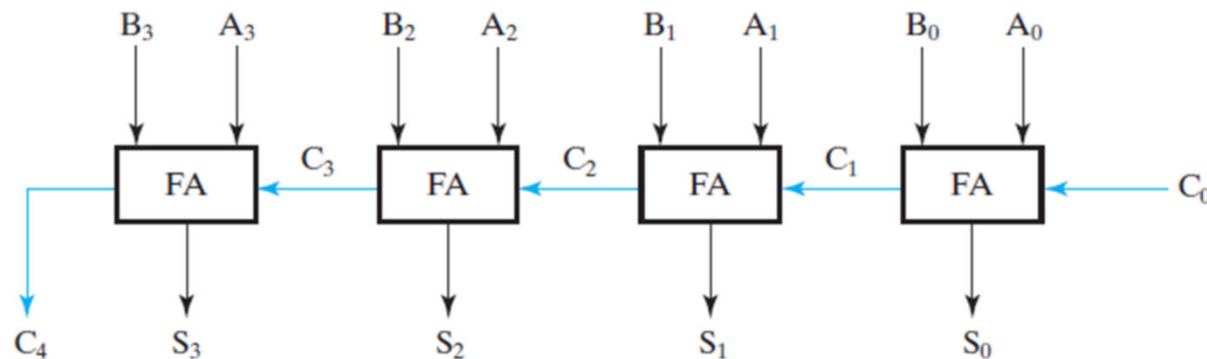 B₃ A₃ B₂ A₂ B₁ A₁ B₀ A₀
C₃ C₂ C₁
FA FA FA FA C₀
C₄ S₃ S₂ S₁ S₀